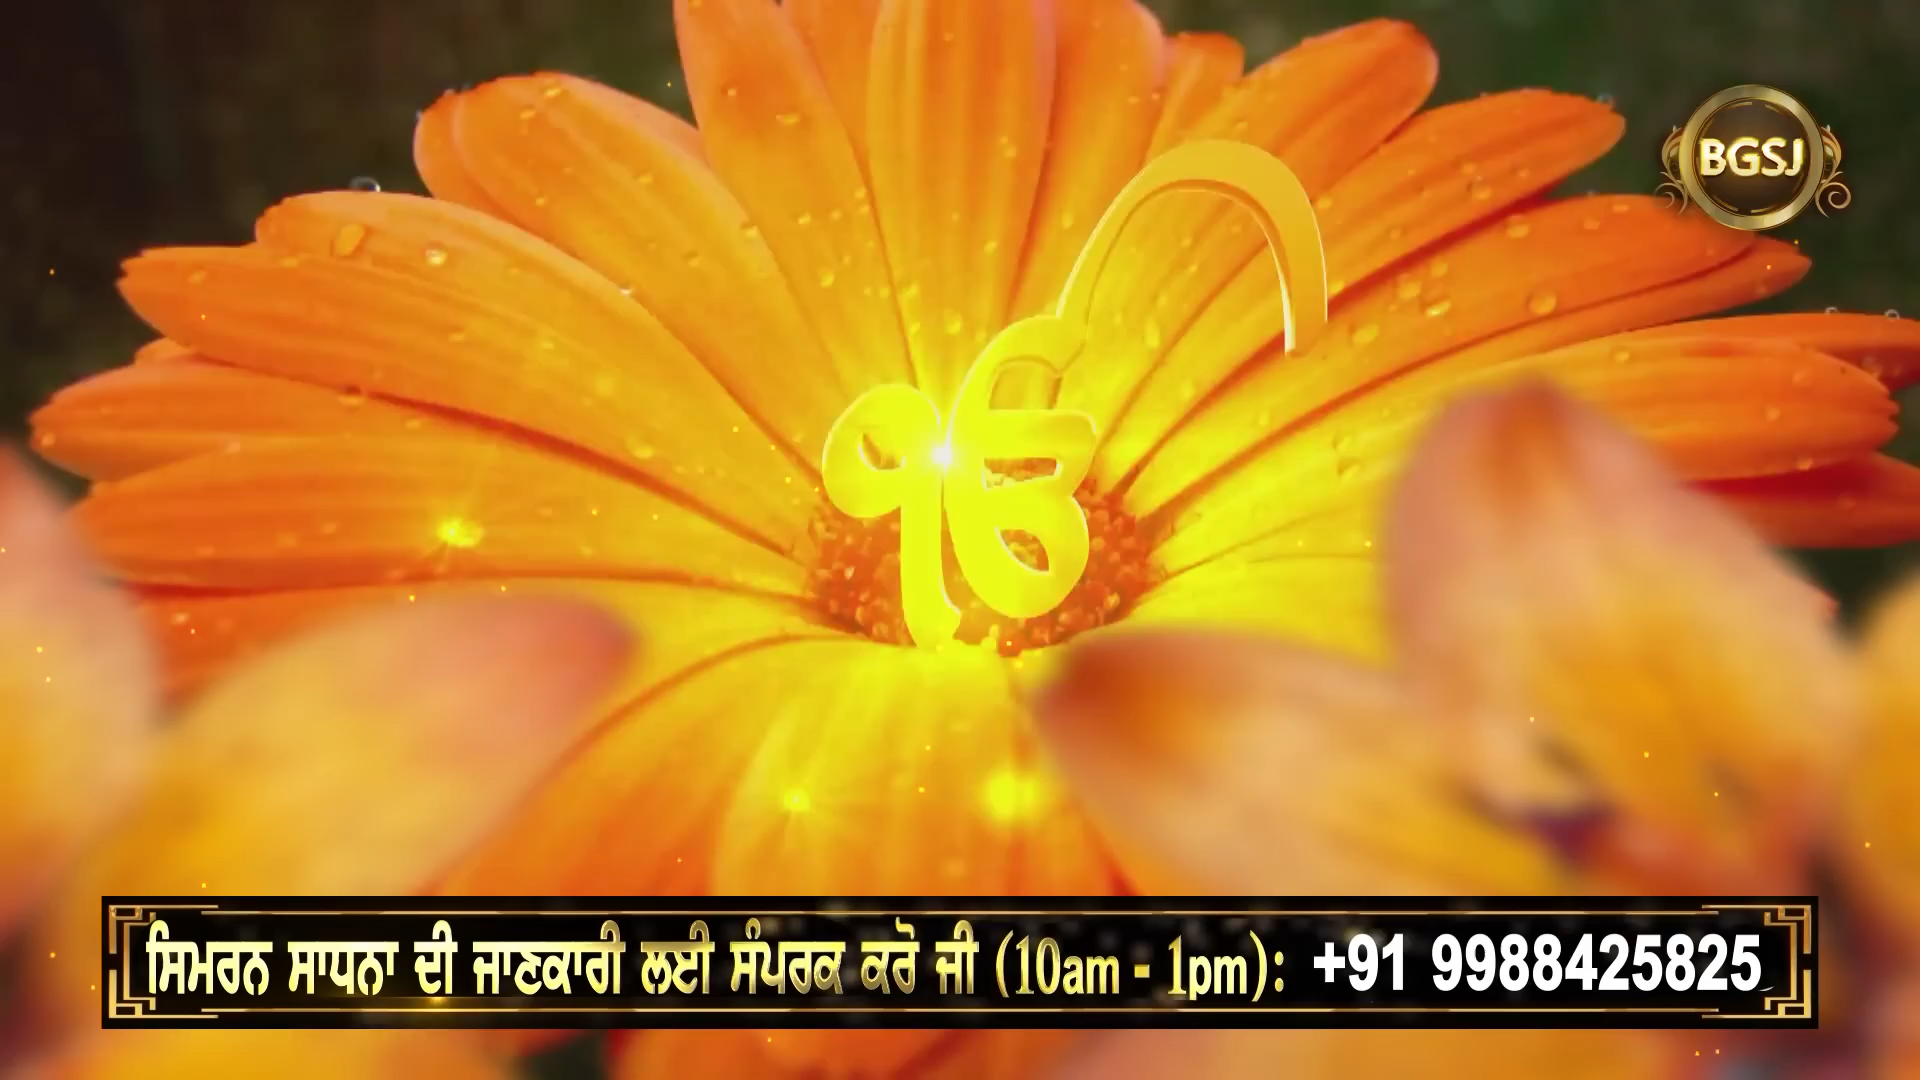 BGSJ
ੴ
ਸਿਮਰਨ ਸਾਧਨਾ ਦੀ ਜਾਣਕਾਰੀ ਲਈ ਸੰਪਰਕ ਕਰੋ ਜੀ (10am - 1pm): +91 9988425825